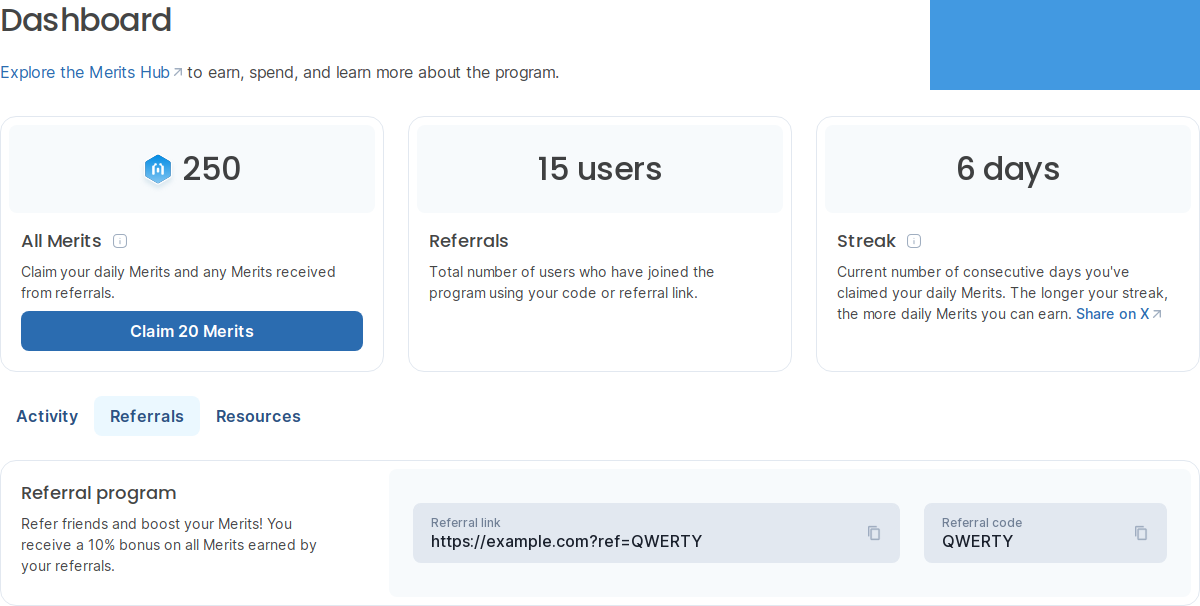 Dashboard
Explore the Merits Hub to earn, spend, and learn more about the program.
250
All Merits
Claim your daily Merits and any Merits received
from referrals.
Claim 20 Merits
15 users
Referrals
Total number of users who have joined the
program using your code or referral link.
6 days
Streak
Current number of consecutive days you've
claimed your daily Merits. The longer your streak,
the more daily Merits you can earn. Share on X
Activity
Referrals
Resources
Referral program
Refer friends and boost your Merits! You
receive a 10% bonus on all Merits earned by
your referrals.
Referral link
https://example.com?ref=QWERTY
Referral code
QWERTY